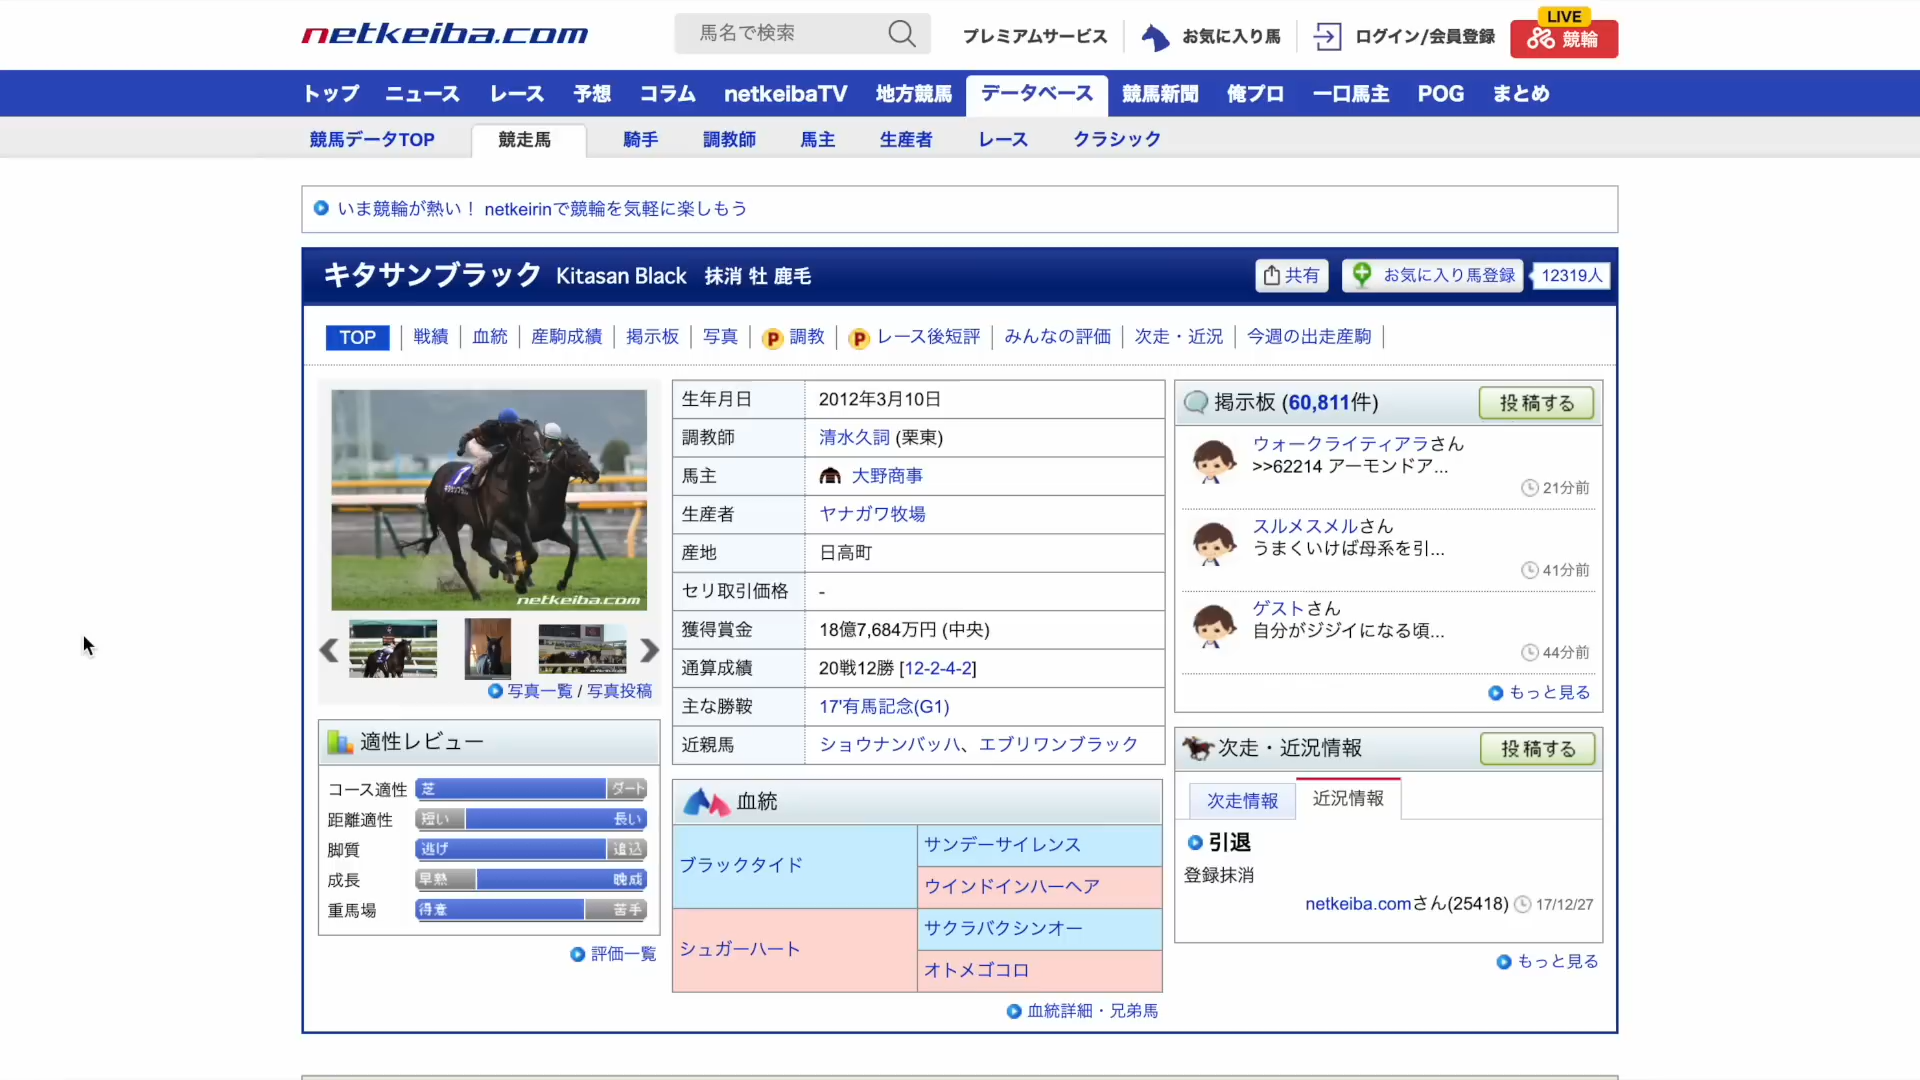 netkeiba.com
馬名で検索
プレミアムサービス
お気に入り馬
ログイン/会員登録
LIVE
競輪
トップ ニュース レース 予想 コラム netkeibaTV 地方競馬 データベース 競馬新聞 俺プロ 一口馬主 POG まとめ
競馬データTOP 競走馬 騎手 調教師 馬主 生産者 レース クラシック
いま競輪が熱い！ netkeirinで競輪を気軽に楽しもう
キタサンブラック Kitasan Black 抹消 牡 鹿毛
共有
お気に入り馬登録
12319人
TOP 戦績 血統 産駒成績 掲示板 写真 P 調教 P レース後短評 みんなの評価 次走・近況 今週の出走産駒
netkeiba.com
写真一覧 / 写真投稿
適性レビュー
コース適性 芝 ダート
距離適性 短い 長い
脚質 逃げ 追込
成長 早熟 晩成
重馬場 得意 苦手
評価一覧
生年月日 2012年3月10日
調教師 清水久詞 (栗東)
馬主 大野商事
生産者 ヤナガワ牧場
産地 日高町
セリ取引価格 -
獲得賞金 18億7,684万円 (中央)
通算成績 20戦12勝 [12-2-4-2]
主な勝鞍 17'有馬記念(G1)
近親馬 ショウナンバッハ、エブリワンブラック
血統
ブラックタイド
サンデーサイレンス
ウインドインハーヘア
シュガーハート
サクラバクシンオー
オトメゴコロ
血統詳細・兄弟馬
掲示板 (60,811件)
投稿する
ウォークライティアラさん
>>62214 アーモンドア...
21分前
スルメスメルさん
うまくいけば母系を引...
41分前
ゲストさん
自分がジジイになる頃...
44分前
もっと見る
次走・近況情報
投稿する
次走情報 近況情報
引退
登録抹消
netkeiba.comさん(25418) 17/12/27
もっと見る